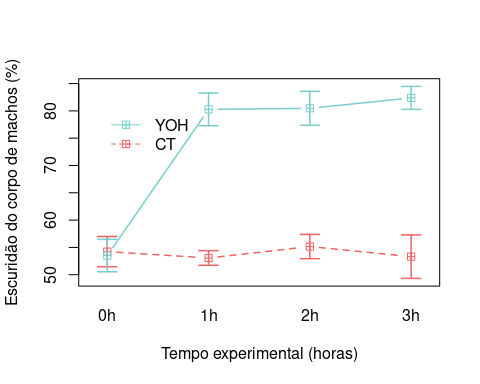 Escuridão do corpo de machos (%)
80
70
60
50
YOH
CT
0h 1h 2h 3h
Tempo experimental (horas)